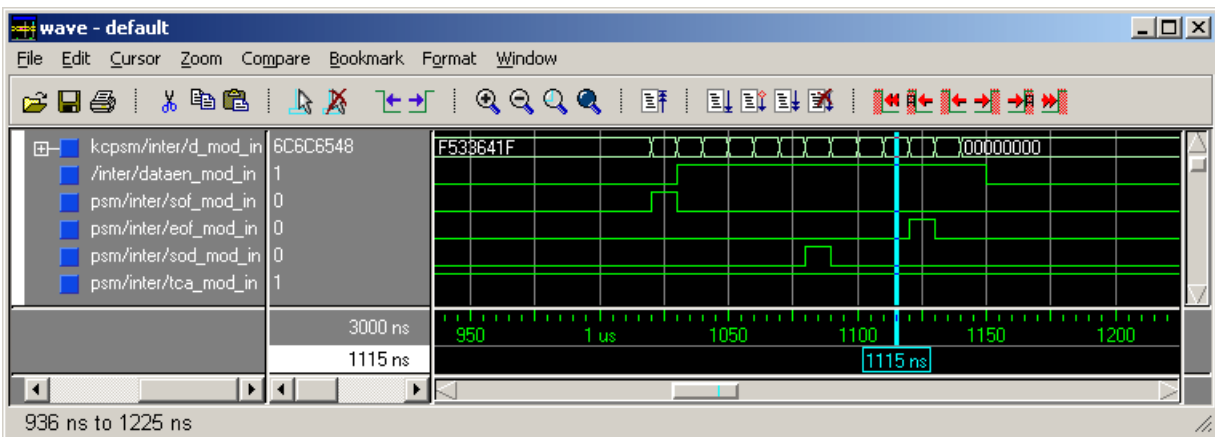 wave - default
File Edit Cursor Zoom Compare Bookmark Format Window
kcpsm/inter/d_mod_in 6C6C6548 F533641F 00000000
/inter/dataen_mod_in 1
psm/inter/sof_mod_in 0
psm/inter/eof_mod_in 0
psm/inter/sod_mod_in 0
psm/inter/tca_mod_in 1
3000 ns 950 1 us 1050 1100 1150 1200
1115 ns 1115 ns
936 ns to 1225 ns